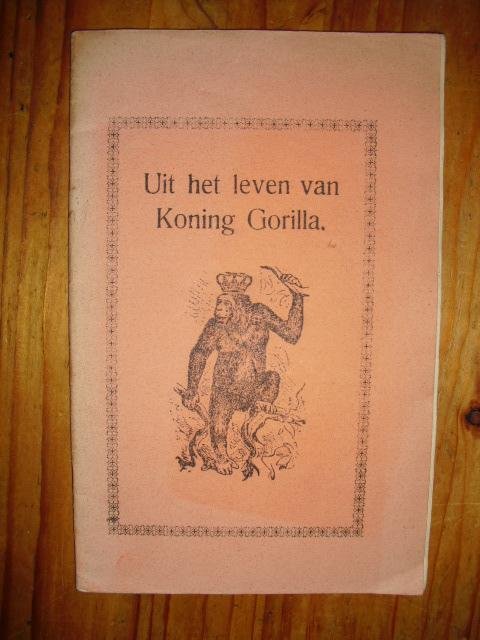 Uit het leven van
Koning Gorilla.